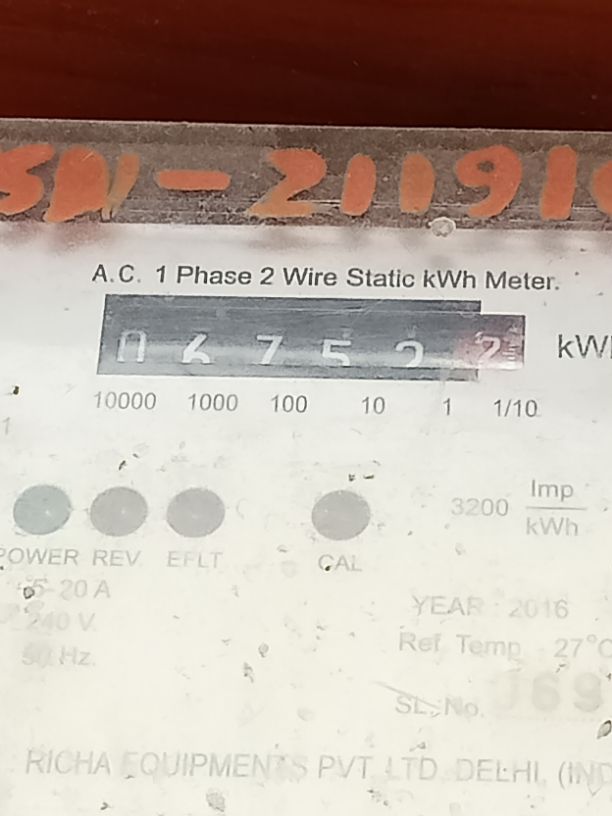 SDN-21191
A.C. 1 Phase 2 Wire Static kWh Meter.
0 6 7 5 2 2
10000 1000 100 10 1 1/10
3200 Imp/kWh
POWER REV. EFLT CAL
5-20 A
240 V.
50 Hz.
YEAR : 2016
Ref. Temp. 27°C
SL. No. 169
RICHA EQUIPMENTS PVT. LTD. DELHI.